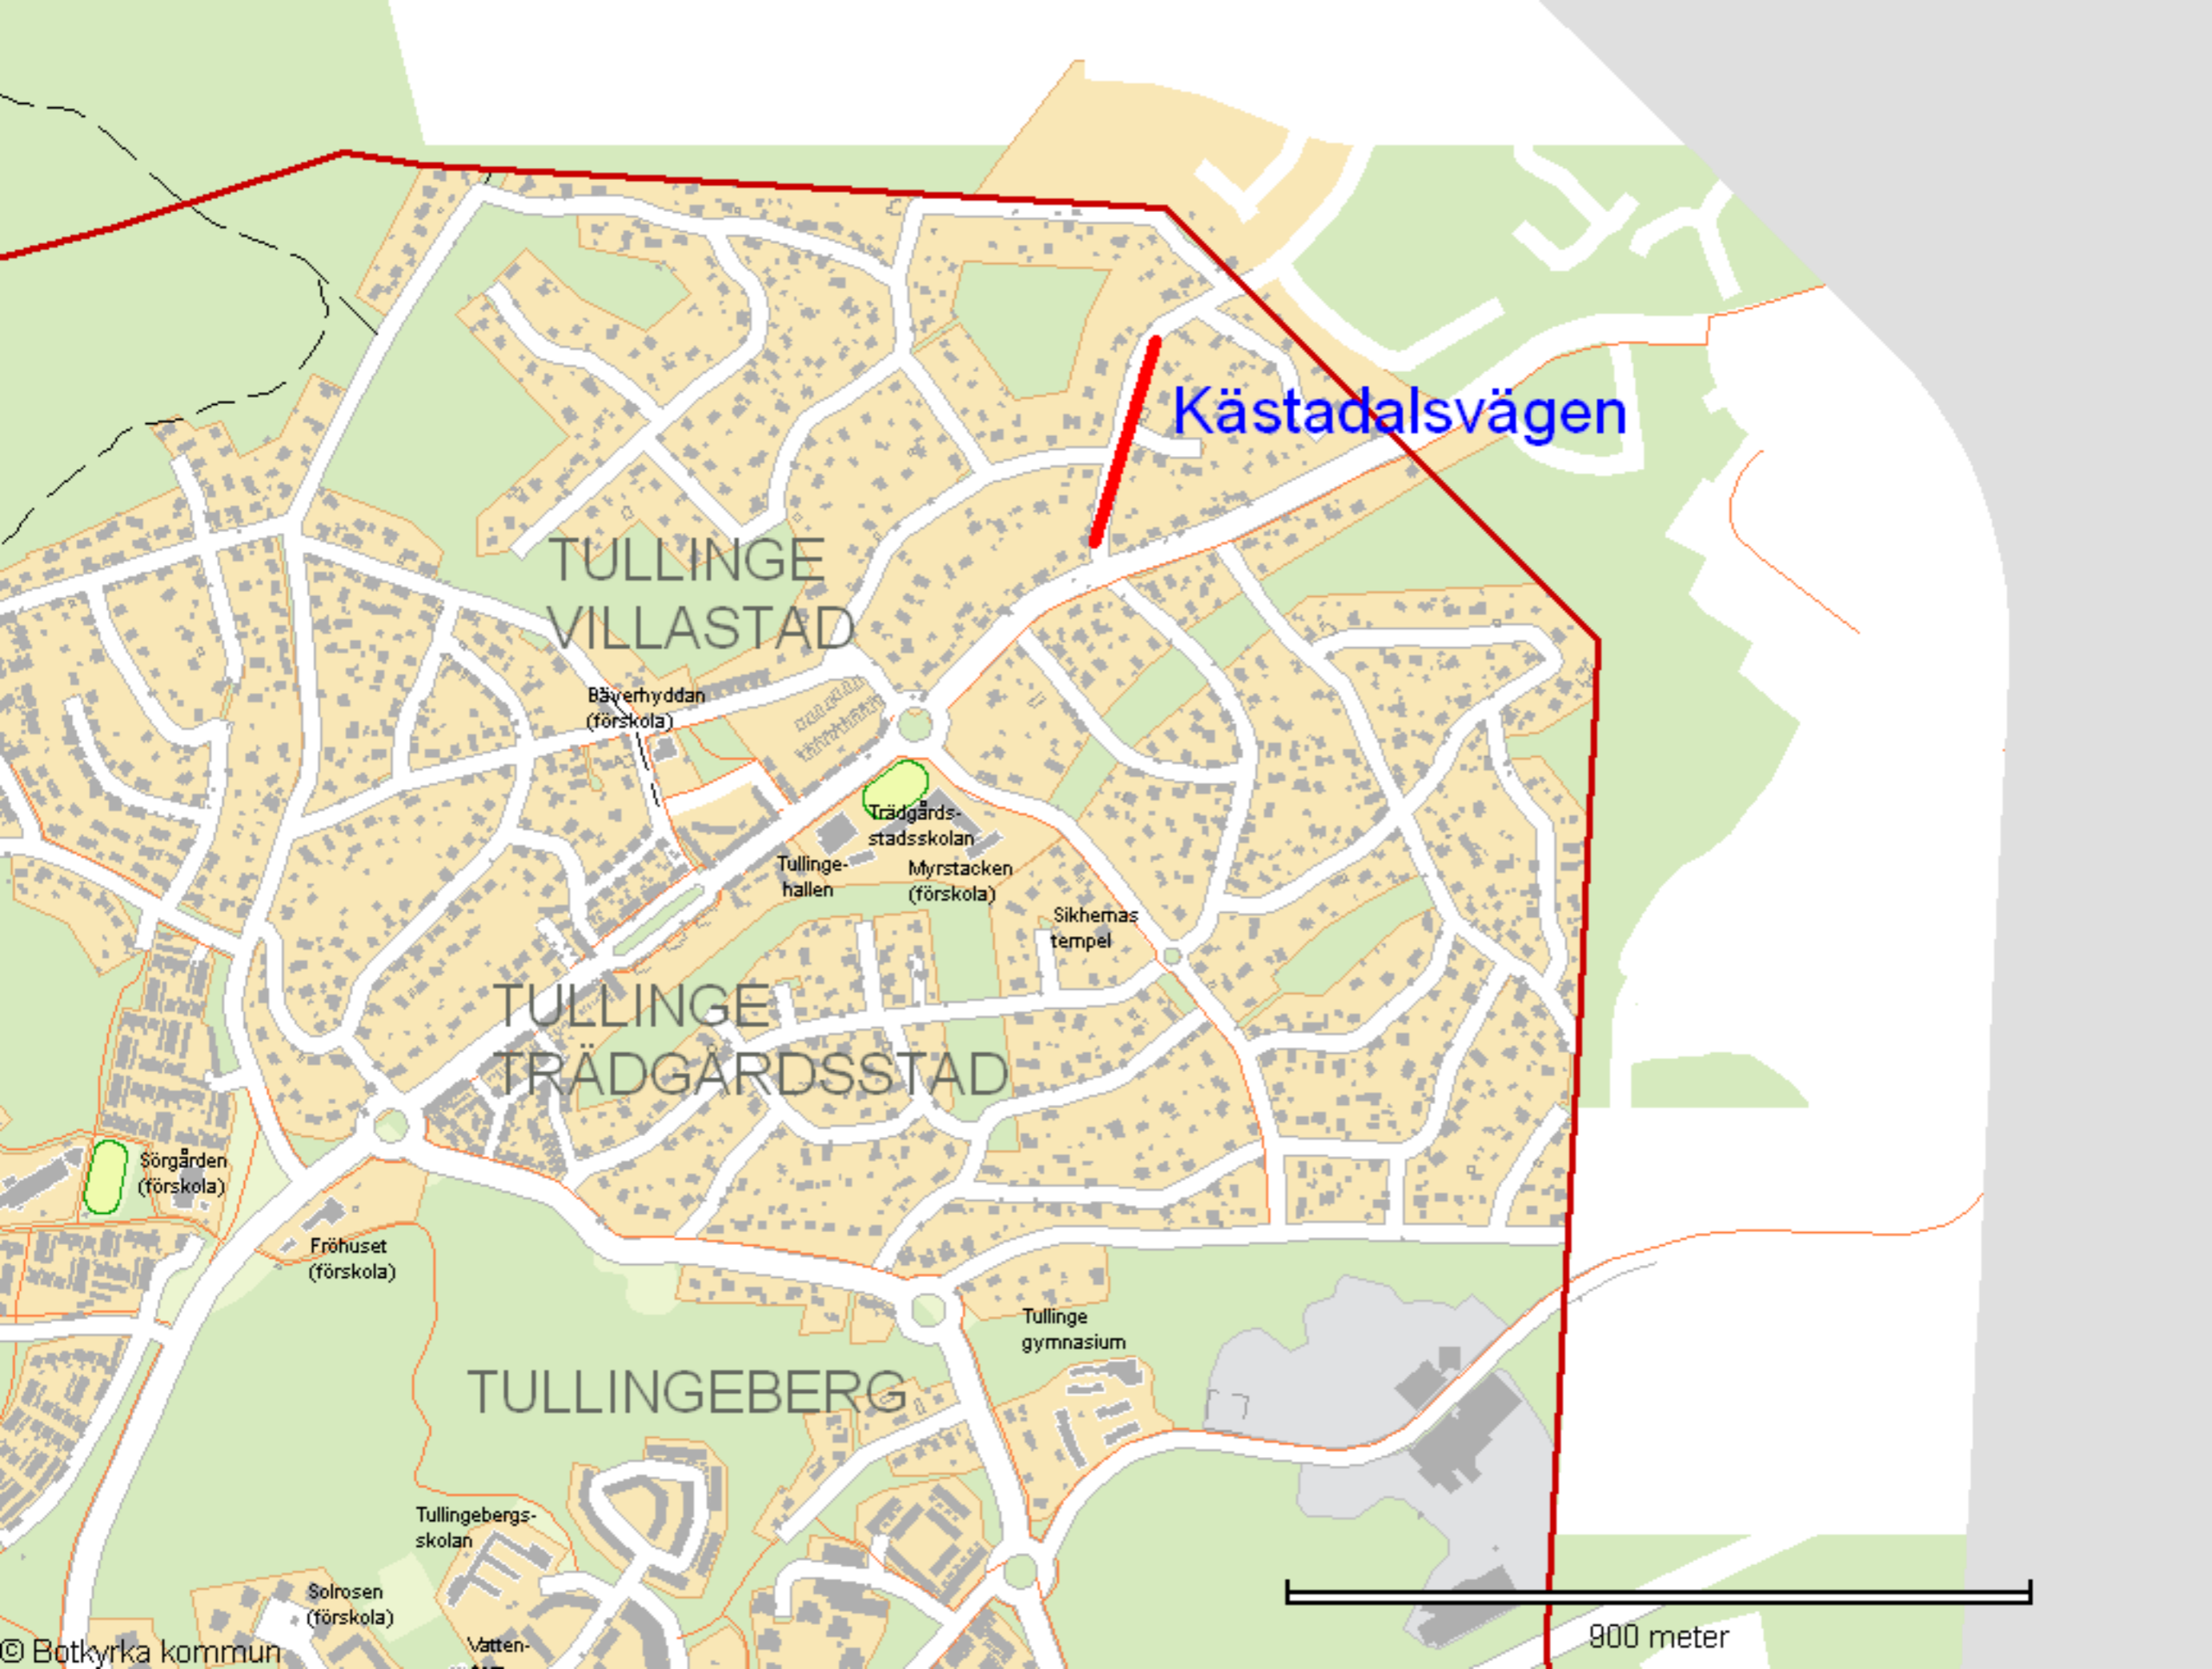 Kästadalsvägen
TULLINGE
VILLASTAD
Bäverhyddan
(förskola)
Trädgårds-
stadsskolan
Tullinge-
hallen
Myrstacken
(förskola)
Sikhernas
tempel
TULLINGE
TRÄDGÅRDSSTAD
Sörgården
(förskola)
Fröhuset
(förskola)
Tullinge
gymnasium
TULLINGEBERG
Tullingebergs-
skolan
Solrosen
(förskola)
Vatten-
900 meter
© Botkyrka kommun